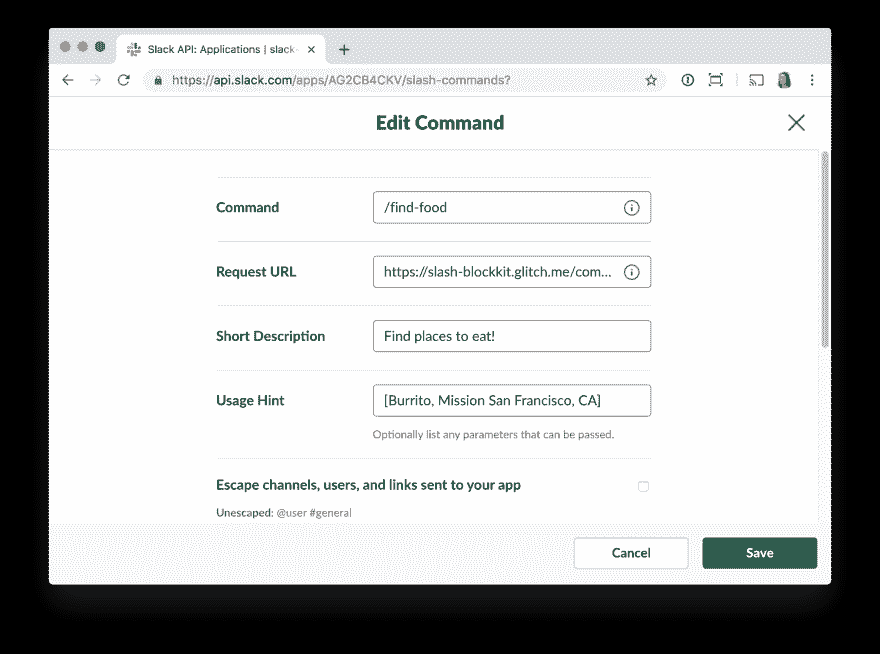 Slack API: Applications | slack-
https://api.slack.com/apps/AG2CB4CKV/slash-commands?
Edit Command
Command
/find-food
Request URL
https://slash-blockkit.glitch.me/com...
Short Description
Find places to eat!
Usage Hint
[Burrito, Mission San Francisco, CA]
Optionally list any parameters that can be passed.
Escape channels, users, and links sent to your app
Unescaped: @user #general
Cancel
Save